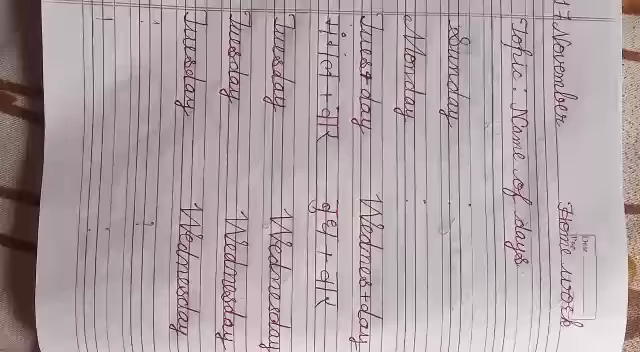 17 November Home work
Topic: Name of days
Sunday
Monday
Tues+day Wednes+day
Tuesday Wednesday
Tuesday Wednesday
Tuesday Wednesday